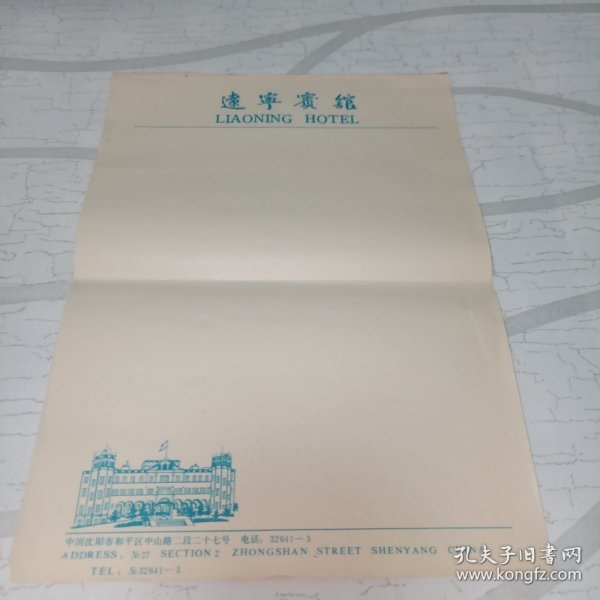 遼寧賓館
LIAONING HOTEL
中国沈阳市和平区中山路二段二十七号 电话：32641—3
ADDRESS：№27 SECTION 2 ZHONGSHAN STREET SHENYANG
TEL：№32641—3
孔夫子旧书网
www.kongfz.com